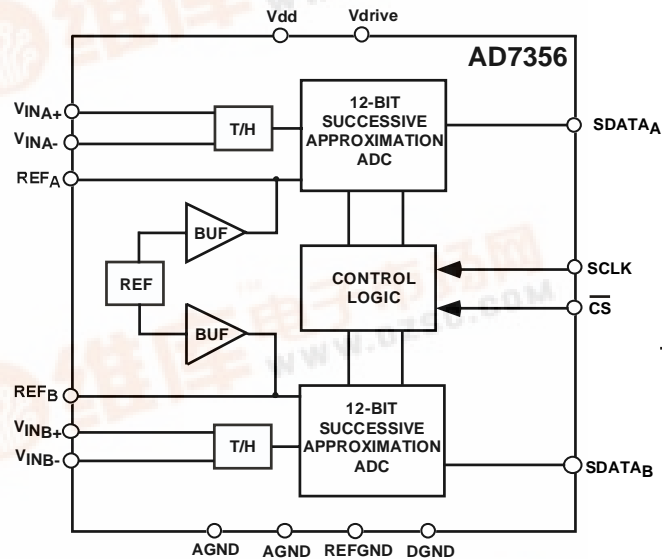 Vdd Vdrive
AD7356
VINA+
VINA-
REFA
T/H
12-BIT
SUCCESSIVE
APPROXIMATION
ADC
SDATAA
BUF
REF
BUF
CONTROL
LOGIC
SCLK
CS
REFB
VINB+
VINB-
T/H
12-BIT
SUCCESSIVE
APPROXIMATION
ADC
SDATAB
AGND AGND REFGND DGND